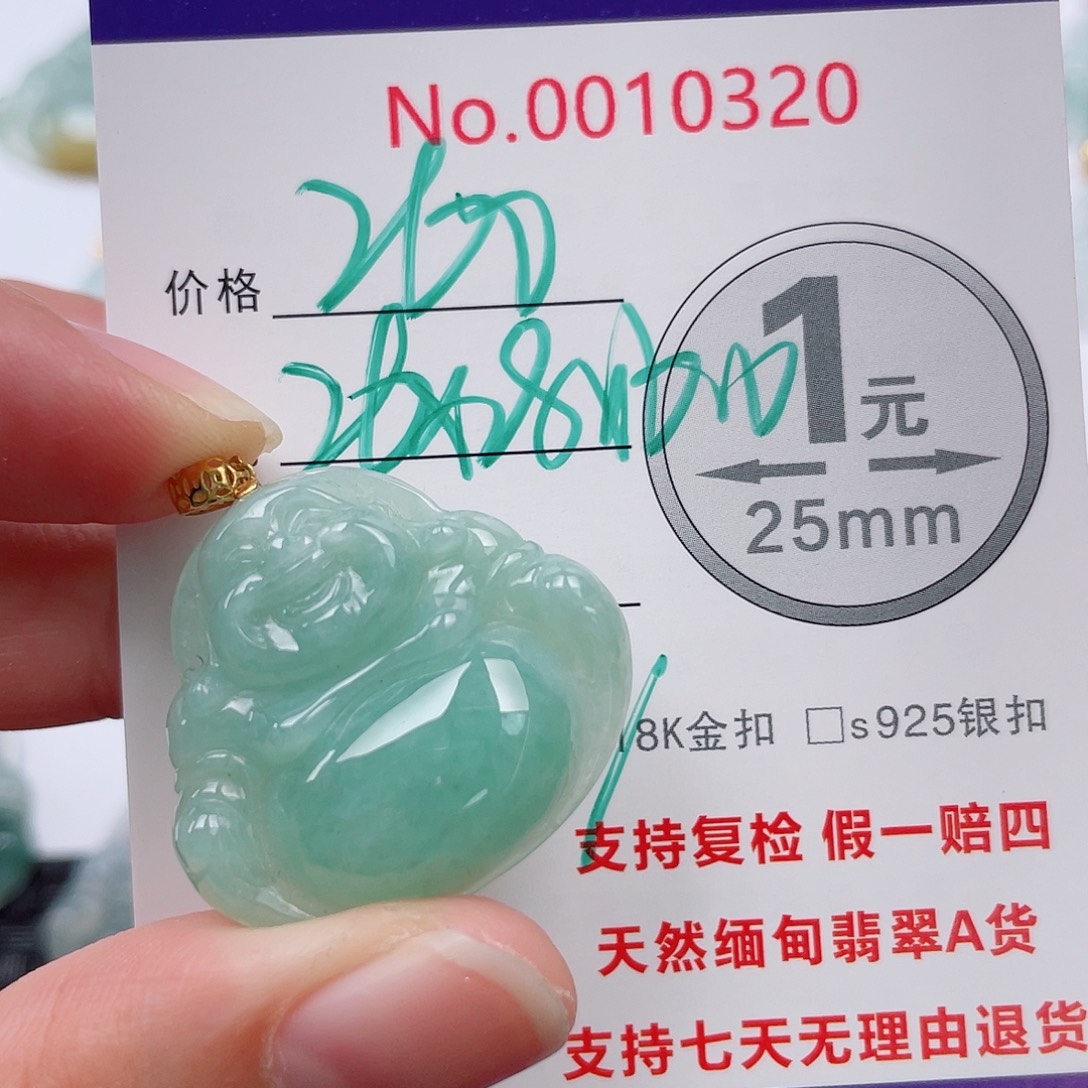 No.0010320
价格
1元
25mm
8K金扣 □s925银扣
支持复检 假一赔四
天然缅甸翡翠A货
支持七天无理由退货